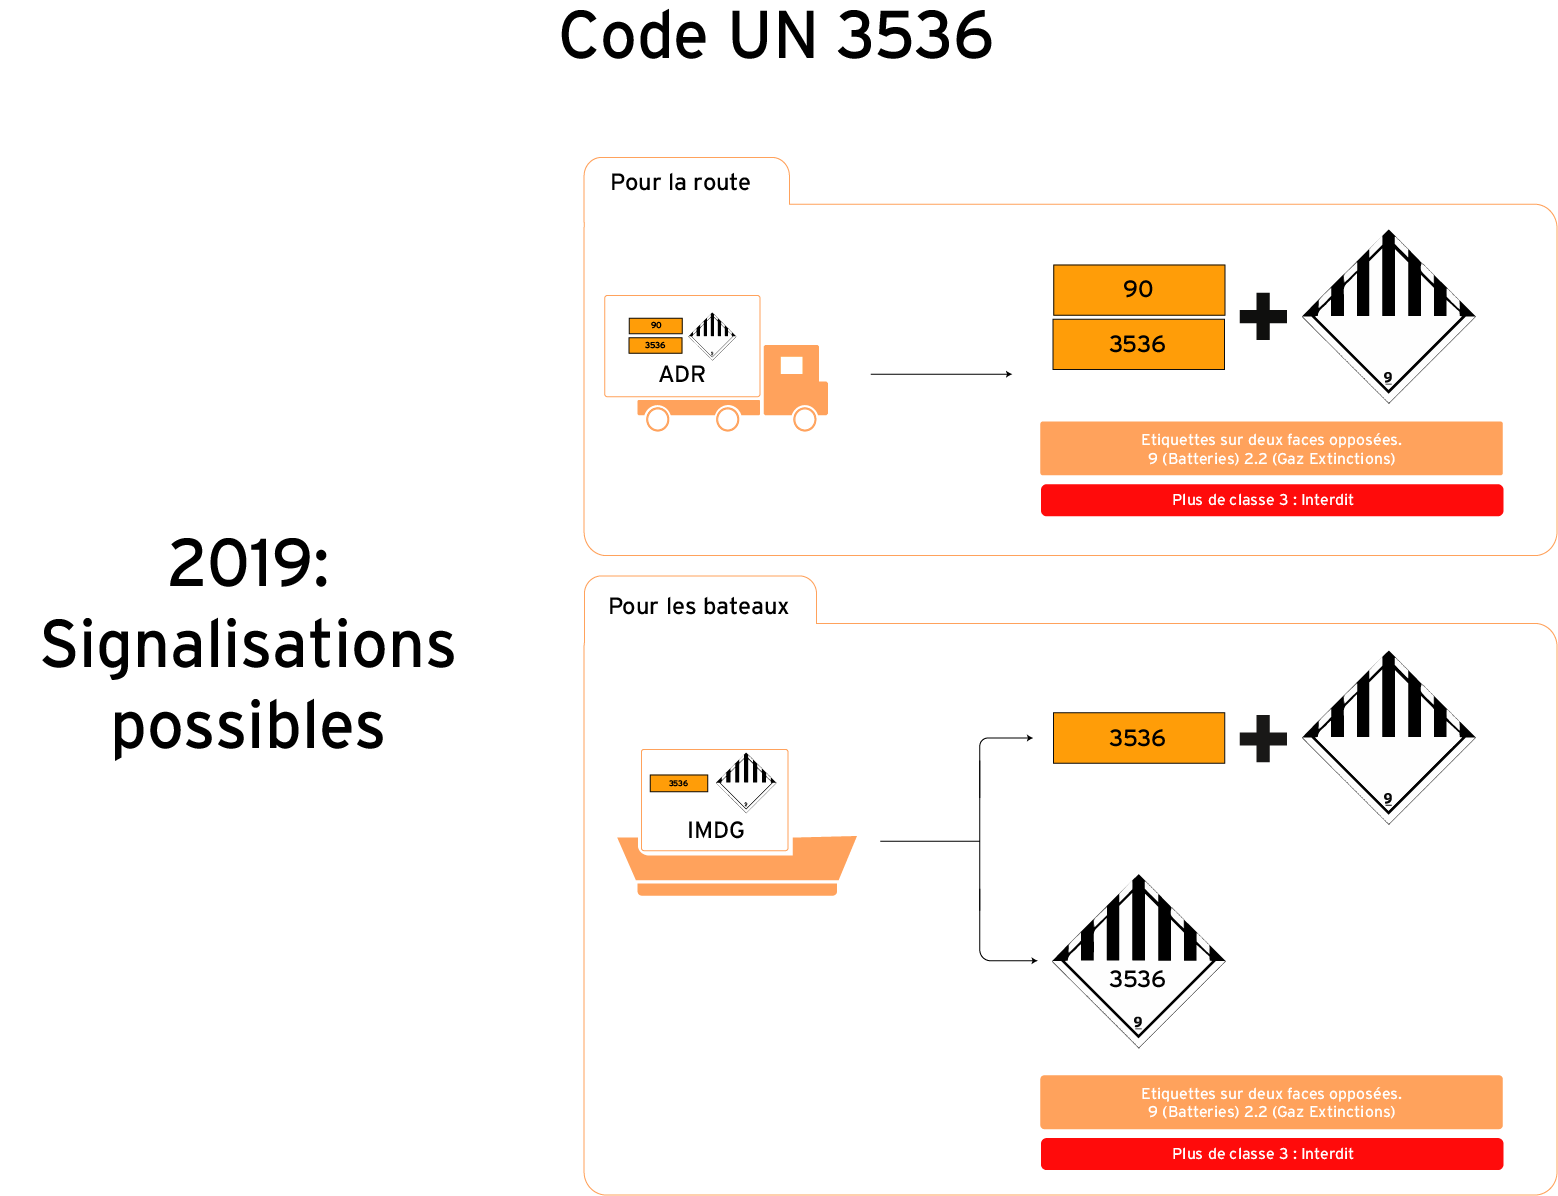 Code UN 3536
2019:
Signalisations
possibles
Pour la route
90
3536
9
ADR
90
3536
9
Etiquettes sur deux faces opposées.
9 (Batteries) 2.2 (Gaz Extinctions)
Plus de classe 3 : Interdit
Pour les bateaux
3536
9
IMDG
3536
9
3536
9
Etiquettes sur deux faces opposées.
9 (Batteries) 2.2 (Gaz Extinctions)
Plus de classe 3 : Interdit